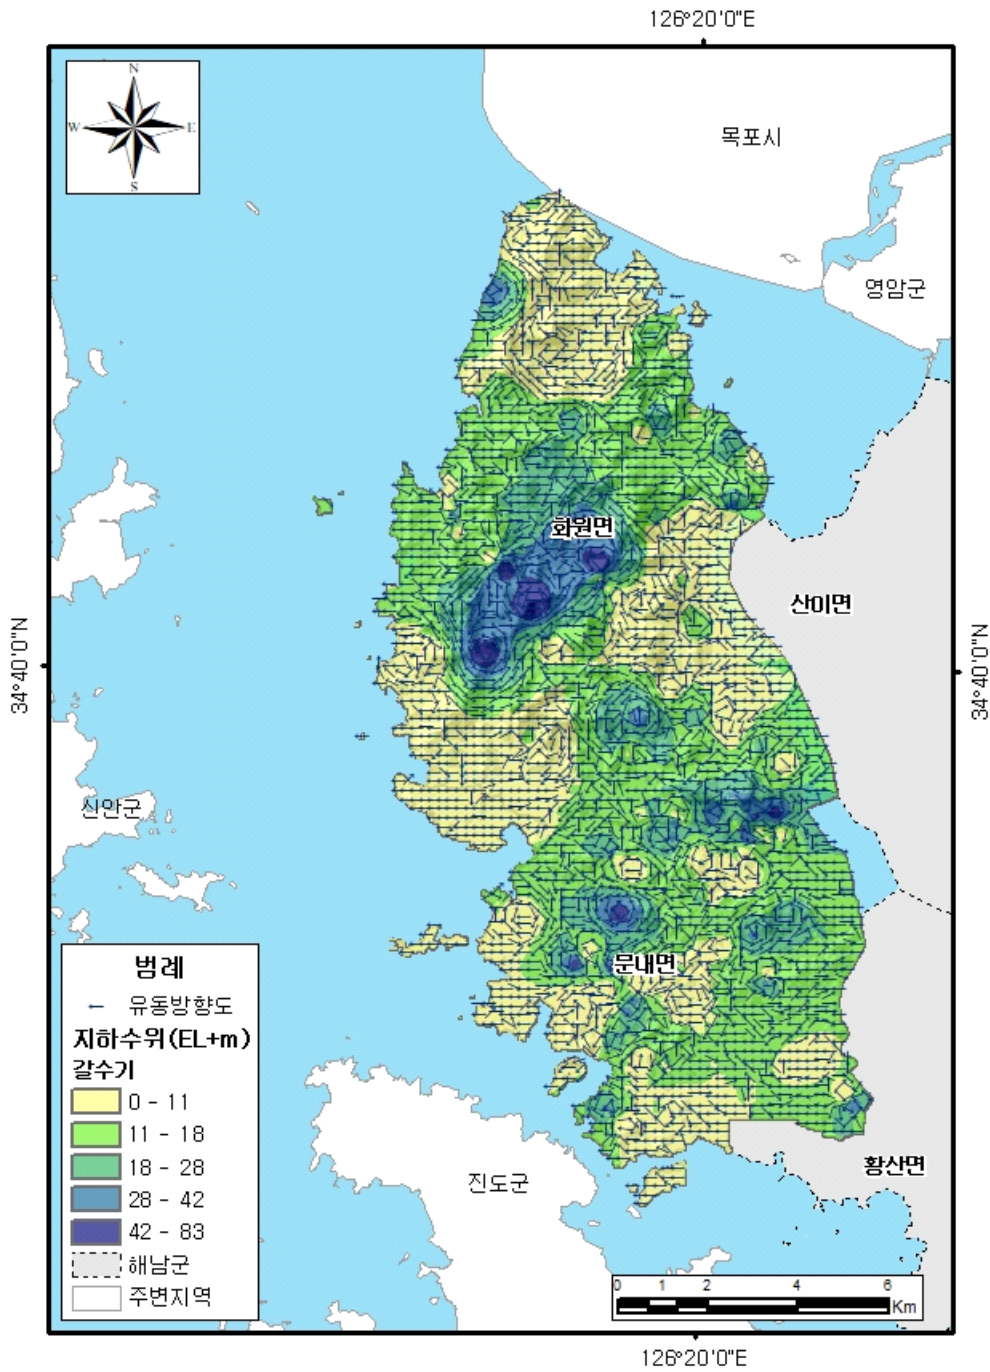 126°20'0"E
N
W
E
S
목포시
영암군
화원면
산이면
34°40'0"N
34°40'0"N
신안군
문내면
범례
유동방향도
지하수위(EL+m)
갈수기
0 - 11
11 - 18
18 - 28
28 - 42
42 - 83
해남군
주변지역
황산면
진도군
0 1 2 4 6
Km
126°20'0"E